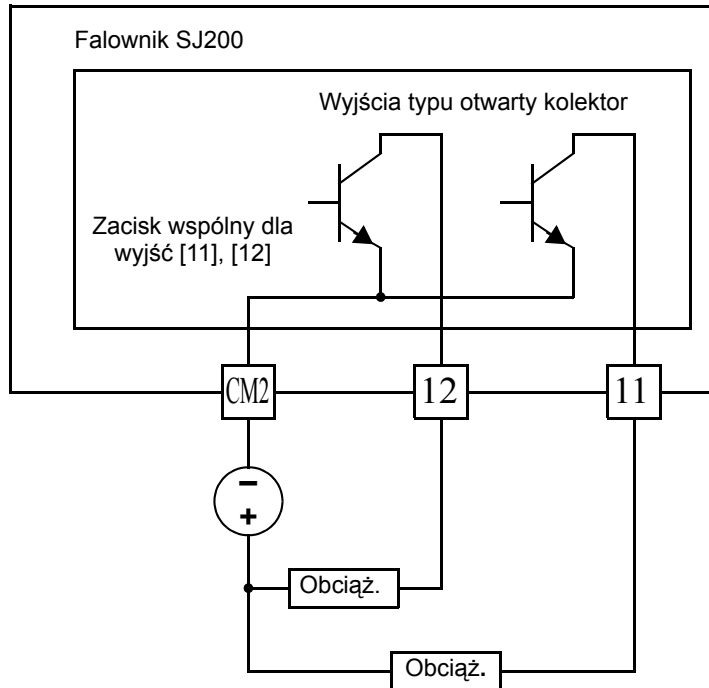 Falownik SJ200
Wyjścia typu otwarty kolektor
Zacisk wspólny dla
wyjść [11], [12]
CM2
12
11
−
+
Obciąż.
Obciąż.